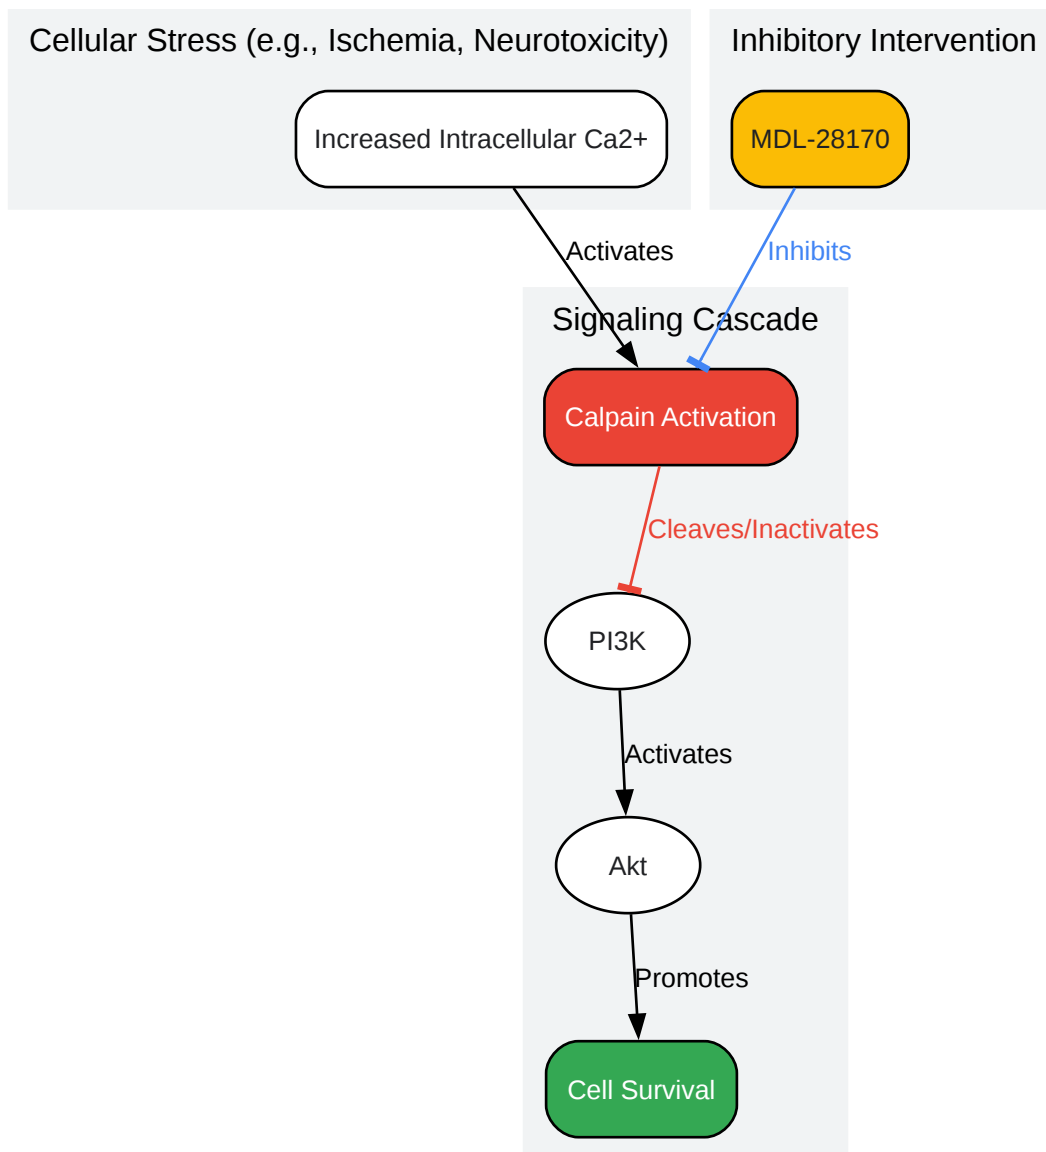 Cellular Stress (e.g., Ischemia, Neurotoxicity)
Inhibitory Intervention
Increased Intracellular Ca2+
MDL-28170
Activates
Inhibits
Signaling Cascade
Calpain Activation
Cleaves/Inactivates
PI3K
Activates
Akt
Promotes
Cell Survival